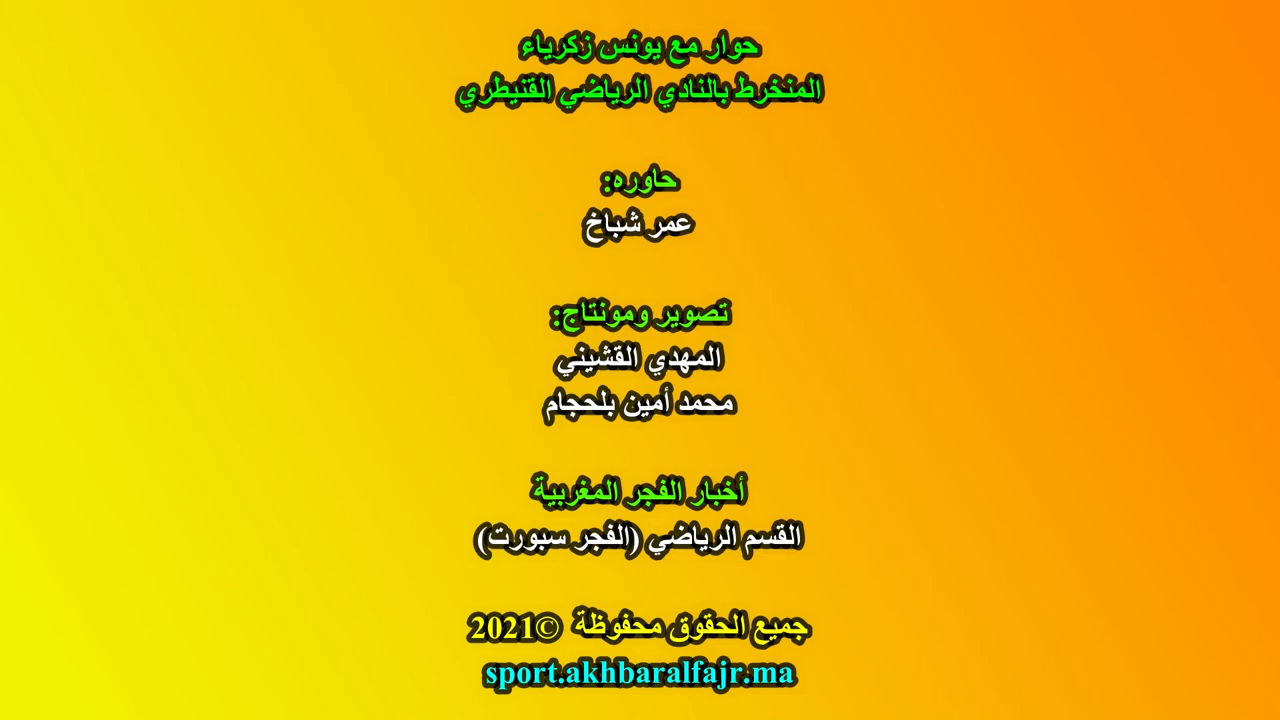 حوار مع يونس زكرياء
المنخرط بالنادي الرياضي القنيطري
حاوره:
عمر شباخ
تصوير ومونتاج:
المهدي القشيني
محمد أمين بلحجام
أخبار الفجر المغربية
القسم الرياضي (الفجر سبورت)
جميع الحقوق محفوظة ©2021
sport.akhbaralfajr.ma